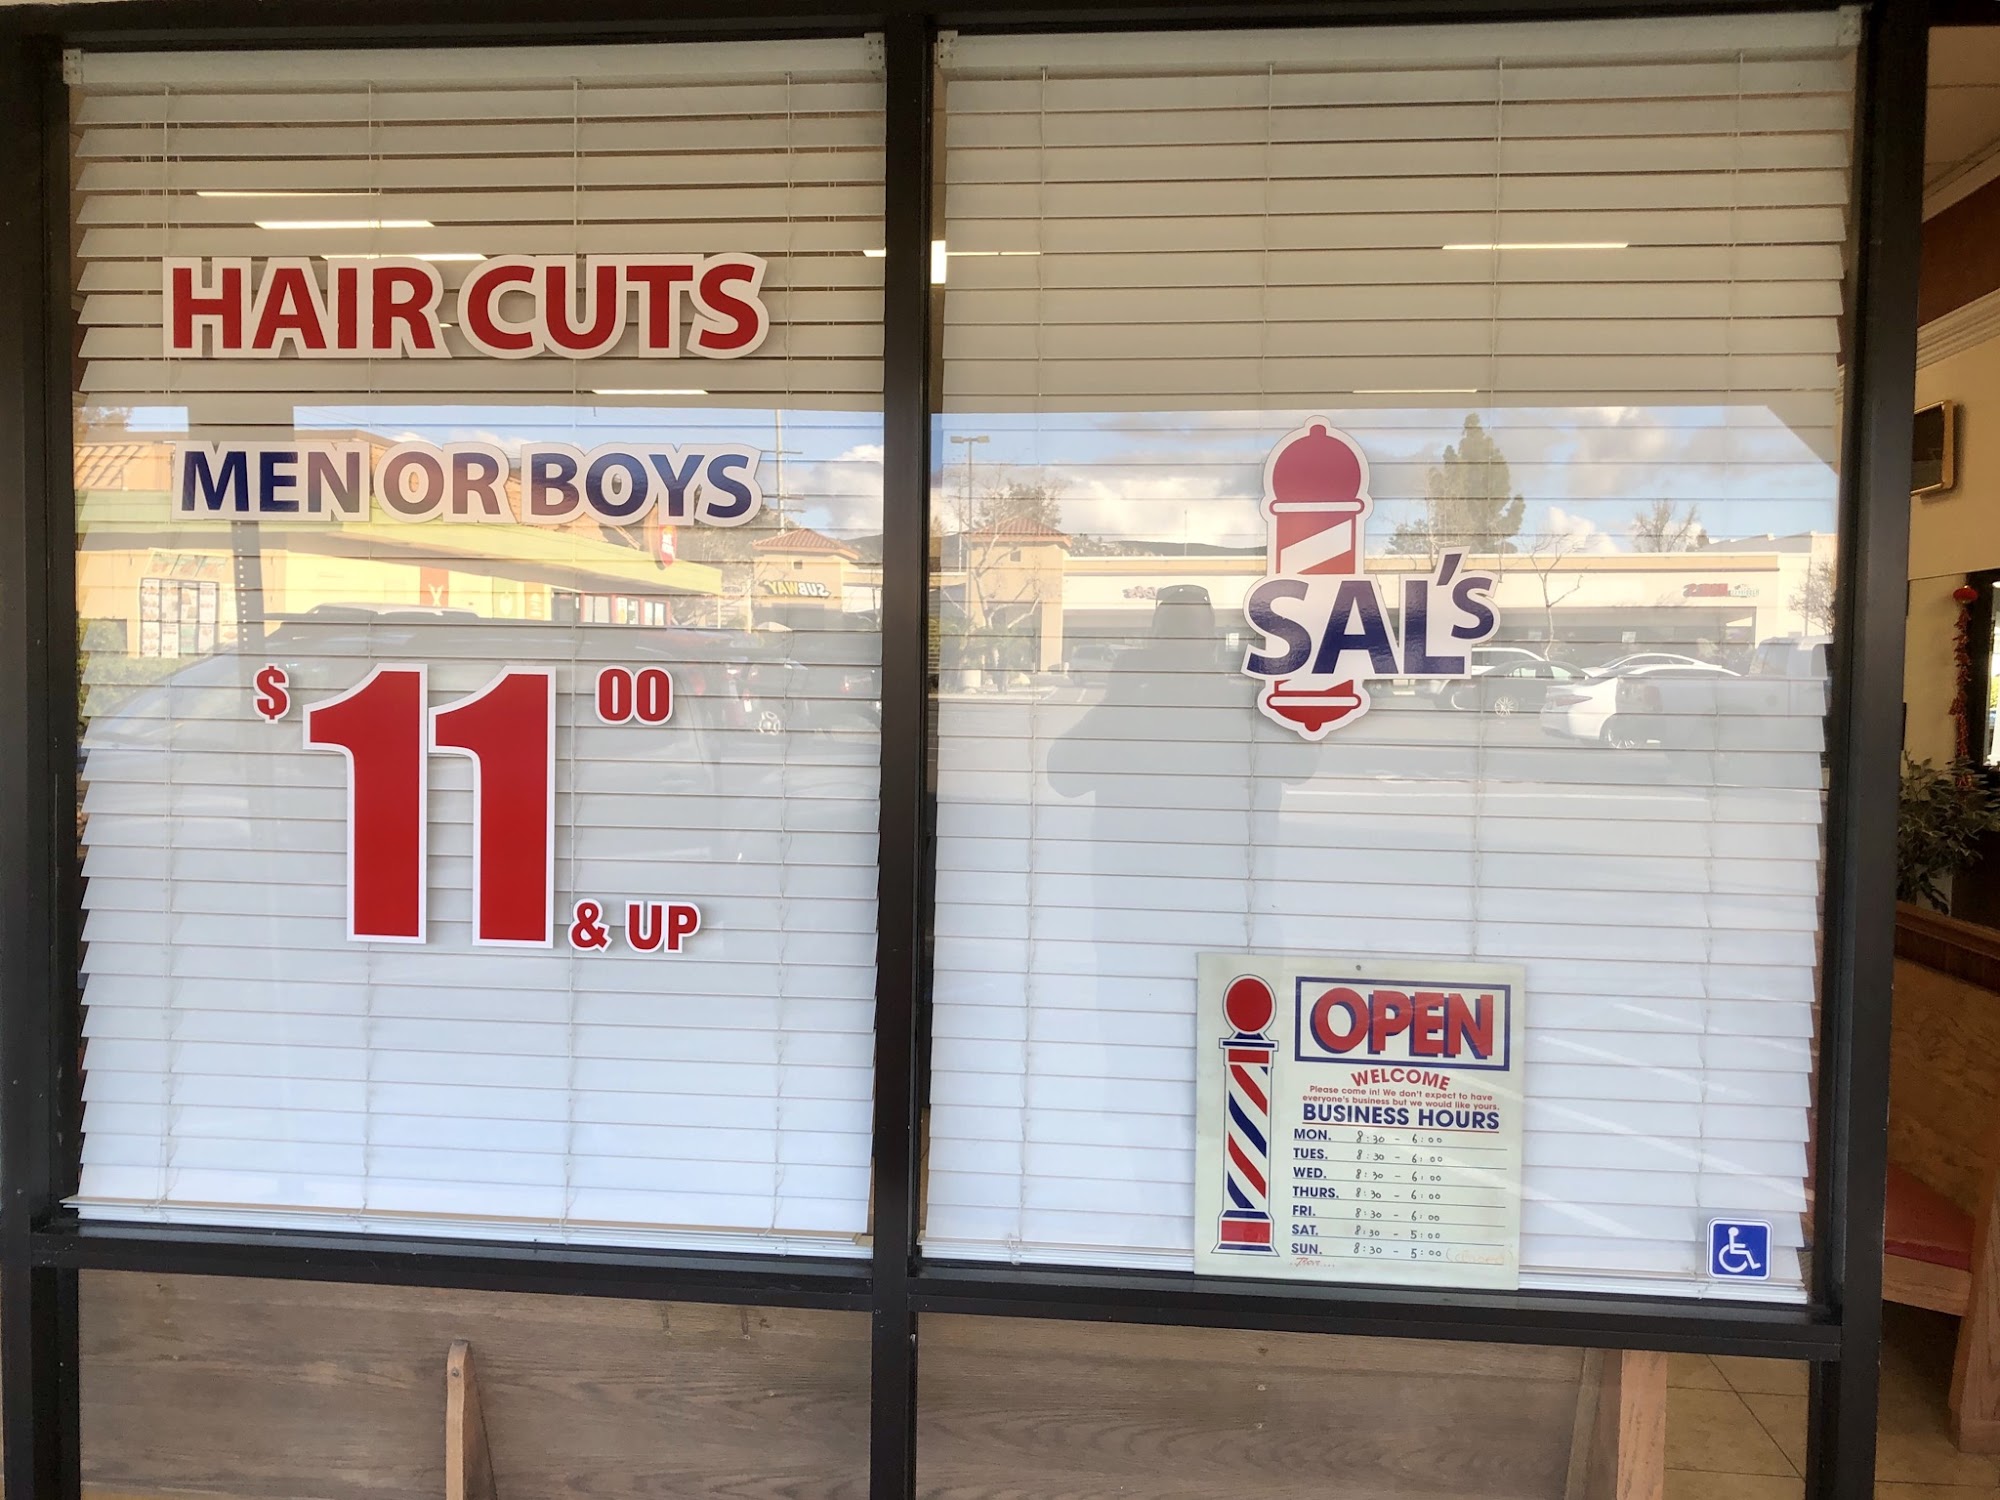 HAIR CUTS
MEN OR BOYS
$ 11 00
& UP
SUBWAY
SAL'S
OPEN
WELCOME
Please come in! We don't expect to have
everyone's business but we would like yours.
BUSINESS HOURS
MON. 8:30 - 6:00
TUES. 8:30 - 6:00
WED. 8:30 - 6:00
THURS. 8:30 - 6:00
FRI. 8:30 - 6:00
SAT. 8:30 - 5:00
SUN. 8:30 - 5:00